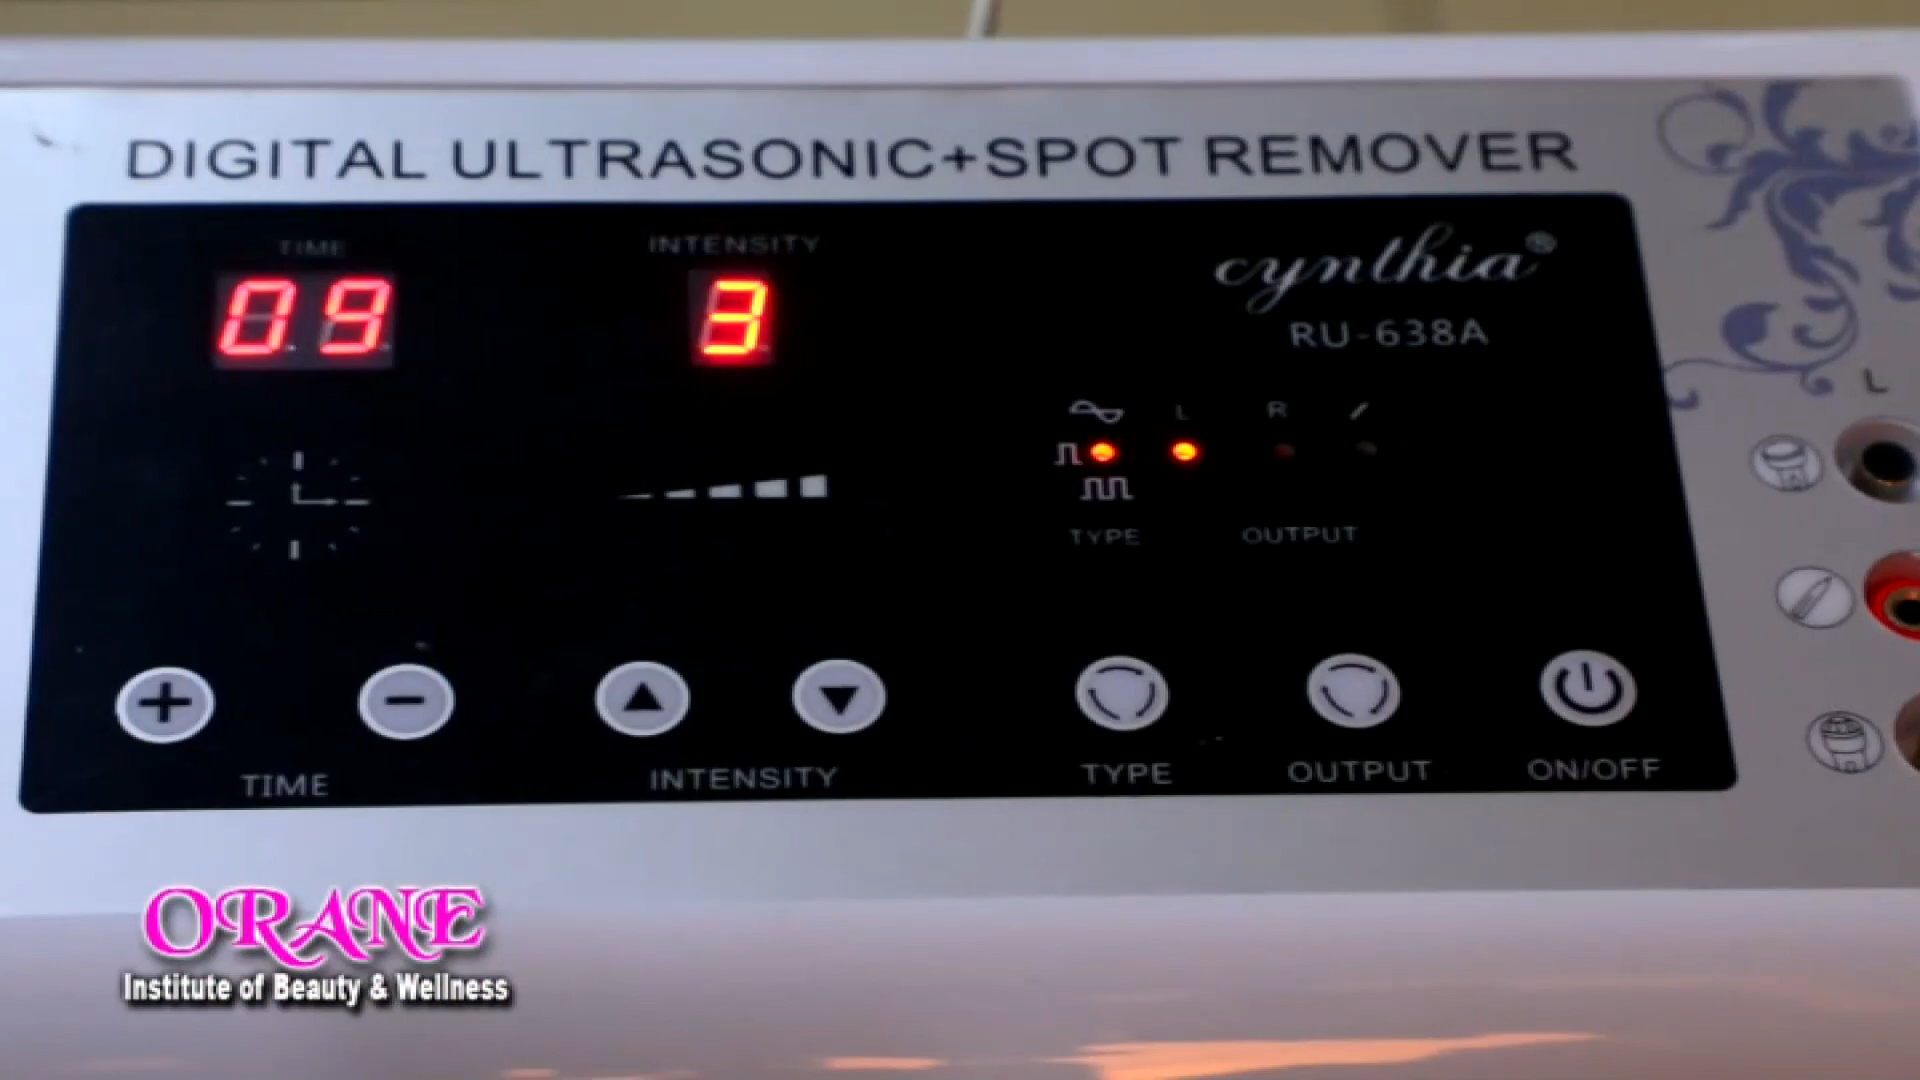 DIGITAL ULTRASONIC+SPOT REMOVER
TIME
INTENSITY
09
3
cynthia®
RU-638A
L
L
R
TYPE
OUTPUT
TIME
INTENSITY
TYPE
OUTPUT
ON/OFF
ORANE
Institute of Beauty & Wellness